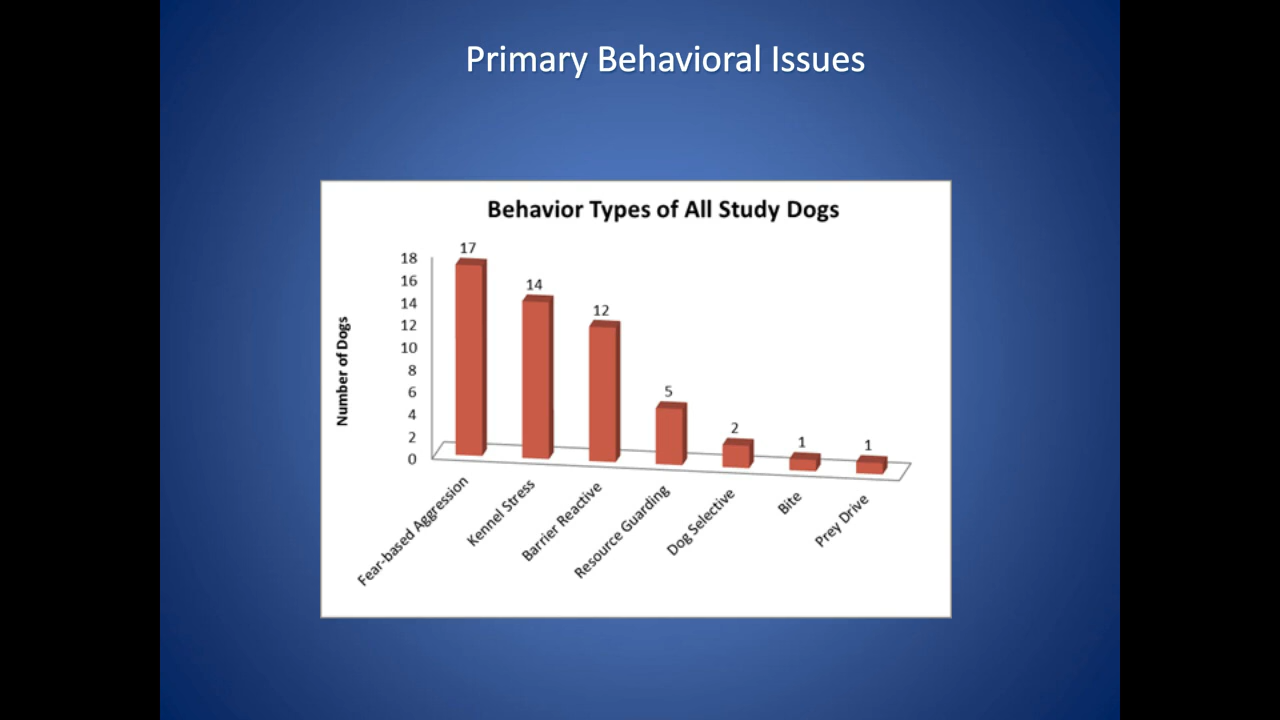 Primary Behavioral Issues
Behavior Types of All Study Dogs
Number of Dogs
18
16
14
12
10
8
6
4
2
0
17
14
12
5
2
1
1
Fear-based Aggression
Kennel Stress
Barrier Reactive
Resource Guarding
Dog Selective
Bite
Prey Drive